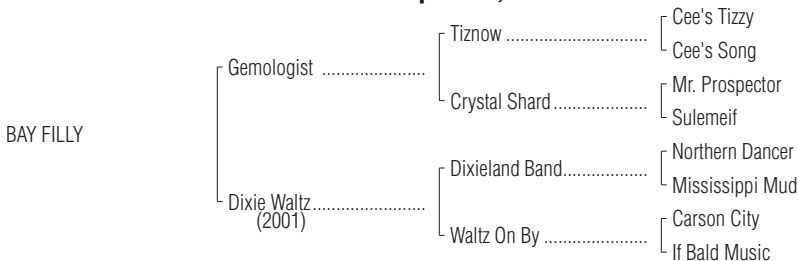 Cee's Tizzy
Tiznow ..............................
Cee's Song
Gemologist ......................
Mr. Prospector
Crystal Shard....................
Sulemeif
BAY FILLY
Northern Dancer
Dixieland Band..................
Mississippi Mud
Dixie Waltz........................
(2001)
Carson City
Waltz On By ......................
If Bald Music